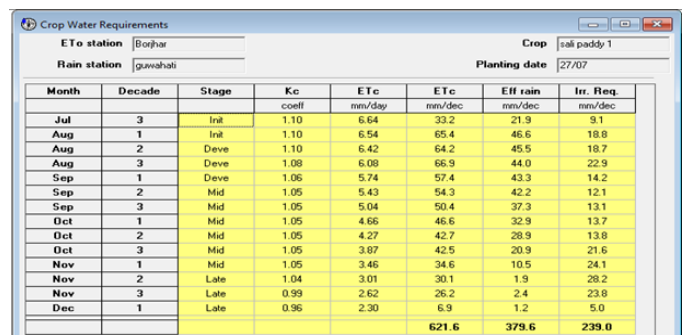 Crop Water Requirements
ETo station Borjhar Crop sali paddy 1
Rain station guwahati Planting date 27/07
Month Decade Stage Kc ETc ETc Eff rain Irr. Req.
coeff mm/day mm/dec mm/dec mm/dec
Jul 3 Init 1.10 6.64 33.2 21.9 9.1
Aug 1 Init 1.10 6.54 65.4 46.6 18.8
Aug 2 Deve 1.10 6.42 64.2 45.5 18.7
Aug 3 Deve 1.08 6.08 66.9 44.0 22.9
Sep 1 Deve 1.06 5.74 57.4 43.3 14.2
Sep 2 Mid 1.05 5.43 54.3 42.2 12.1
Sep 3 Mid 1.05 5.04 50.4 37.3 13.1
Oct 1 Mid 1.05 4.66 46.6 32.9 13.7
Oct 2 Mid 1.05 4.27 42.7 28.9 13.8
Oct 3 Mid 1.05 3.87 42.5 20.9 21.6
Nov 1 Mid 1.05 3.46 34.6 10.5 24.1
Nov 2 Late 1.04 3.01 30.1 1.9 28.2
Nov 3 Late 0.99 2.62 26.2 2.4 23.8
Dec 1 Late 0.96 2.30 6.9 1.2 5.0
621.6 379.6 239.0